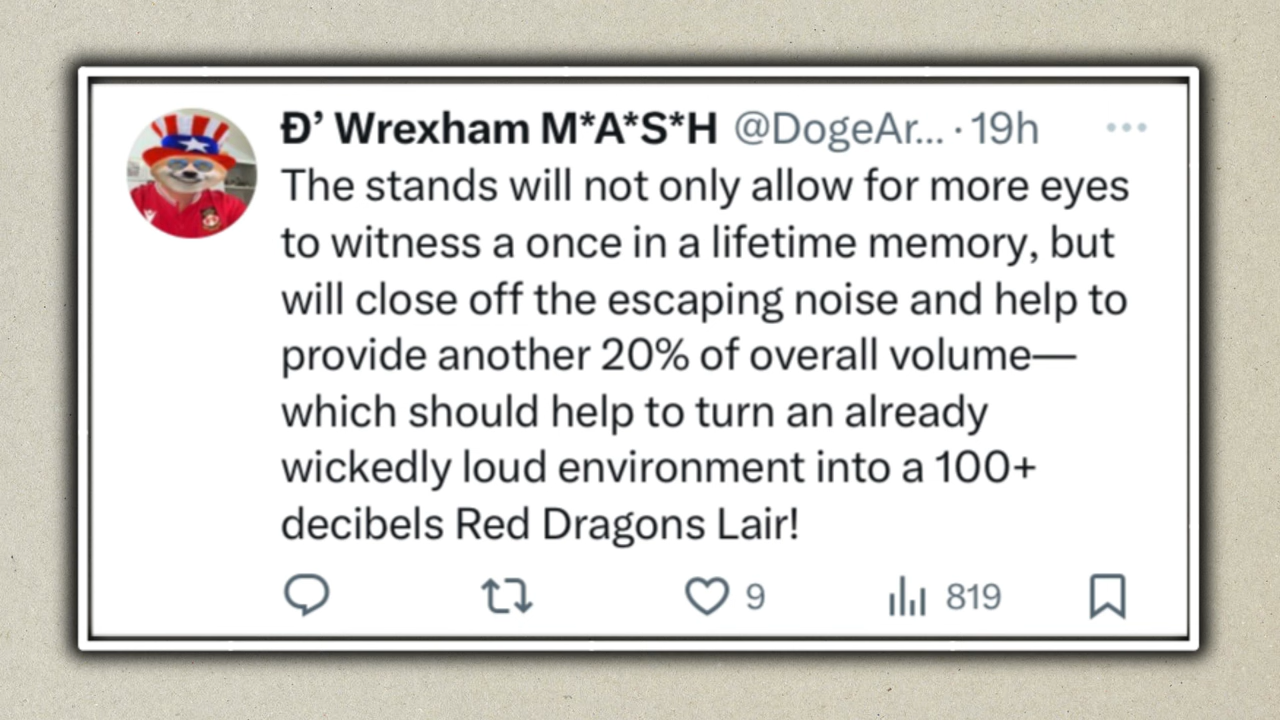 Đ’ Wrexham M*A*S*H @DogeAr... · 19h
The stands will not only allow for more eyes
to witness a once in a lifetime memory, but
will close off the escaping noise and help to
provide another 20% of overall volume—
which should help to turn an already
wickedly loud environment into a 100+
decibels Red Dragons Lair!
9 819